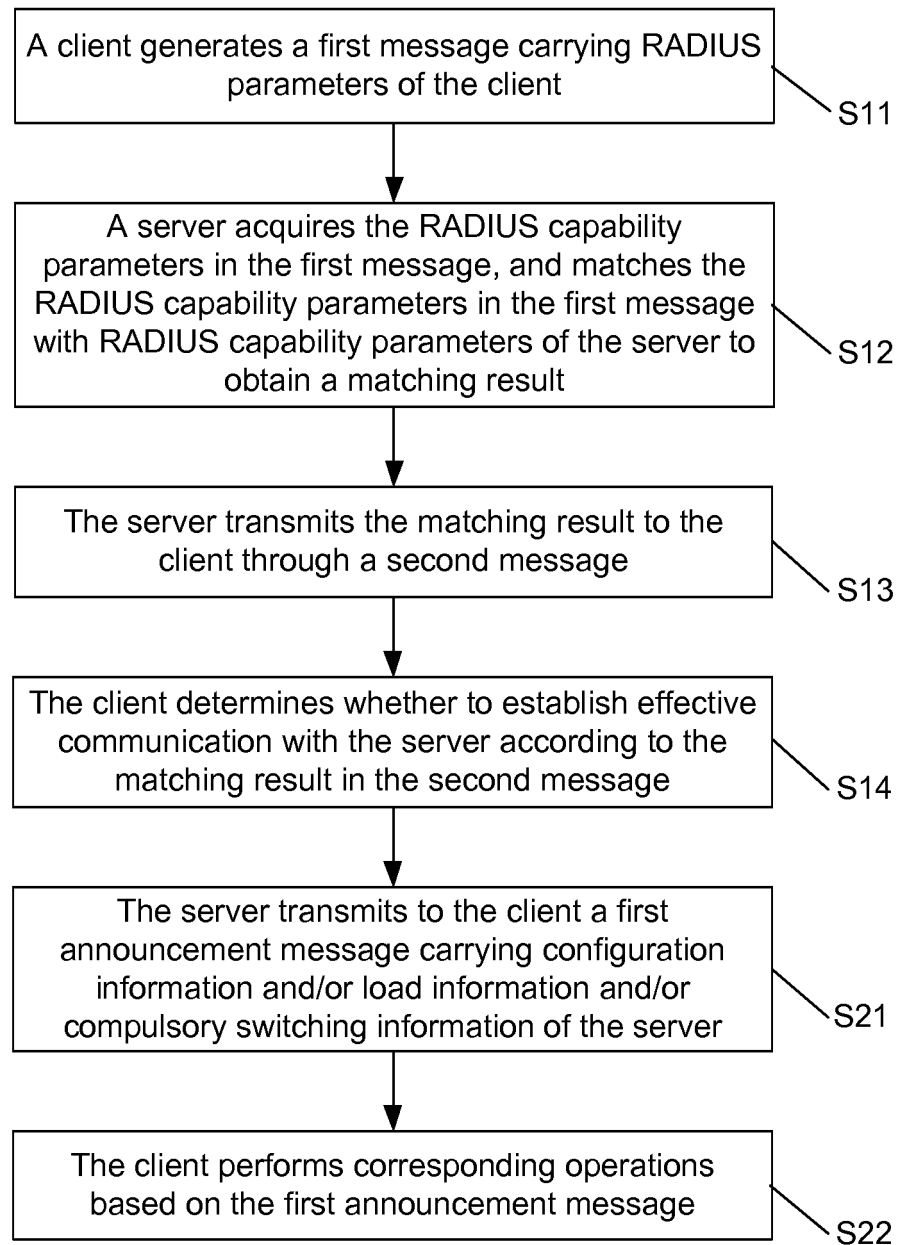 A client generates a first message carrying RADIUS
parameters of the client
S11
A server acquires the RADIUS capability
parameters in the first message, and matches the
RADIUS capability parameters in the first message
with RADIUS capability parameters of the server to
obtain a matching result
S12
The server transmits the matching result to the
client through a second message
S13
The client determines whether to establish effective
communication with the server according to the
matching result in the second message
S14
The server transmits to the client a first
announcement message carrying configuration
information and/or load information and/or
compulsory switching information of the server
S21
The client performs corresponding operations
based on the first announcement message
S22